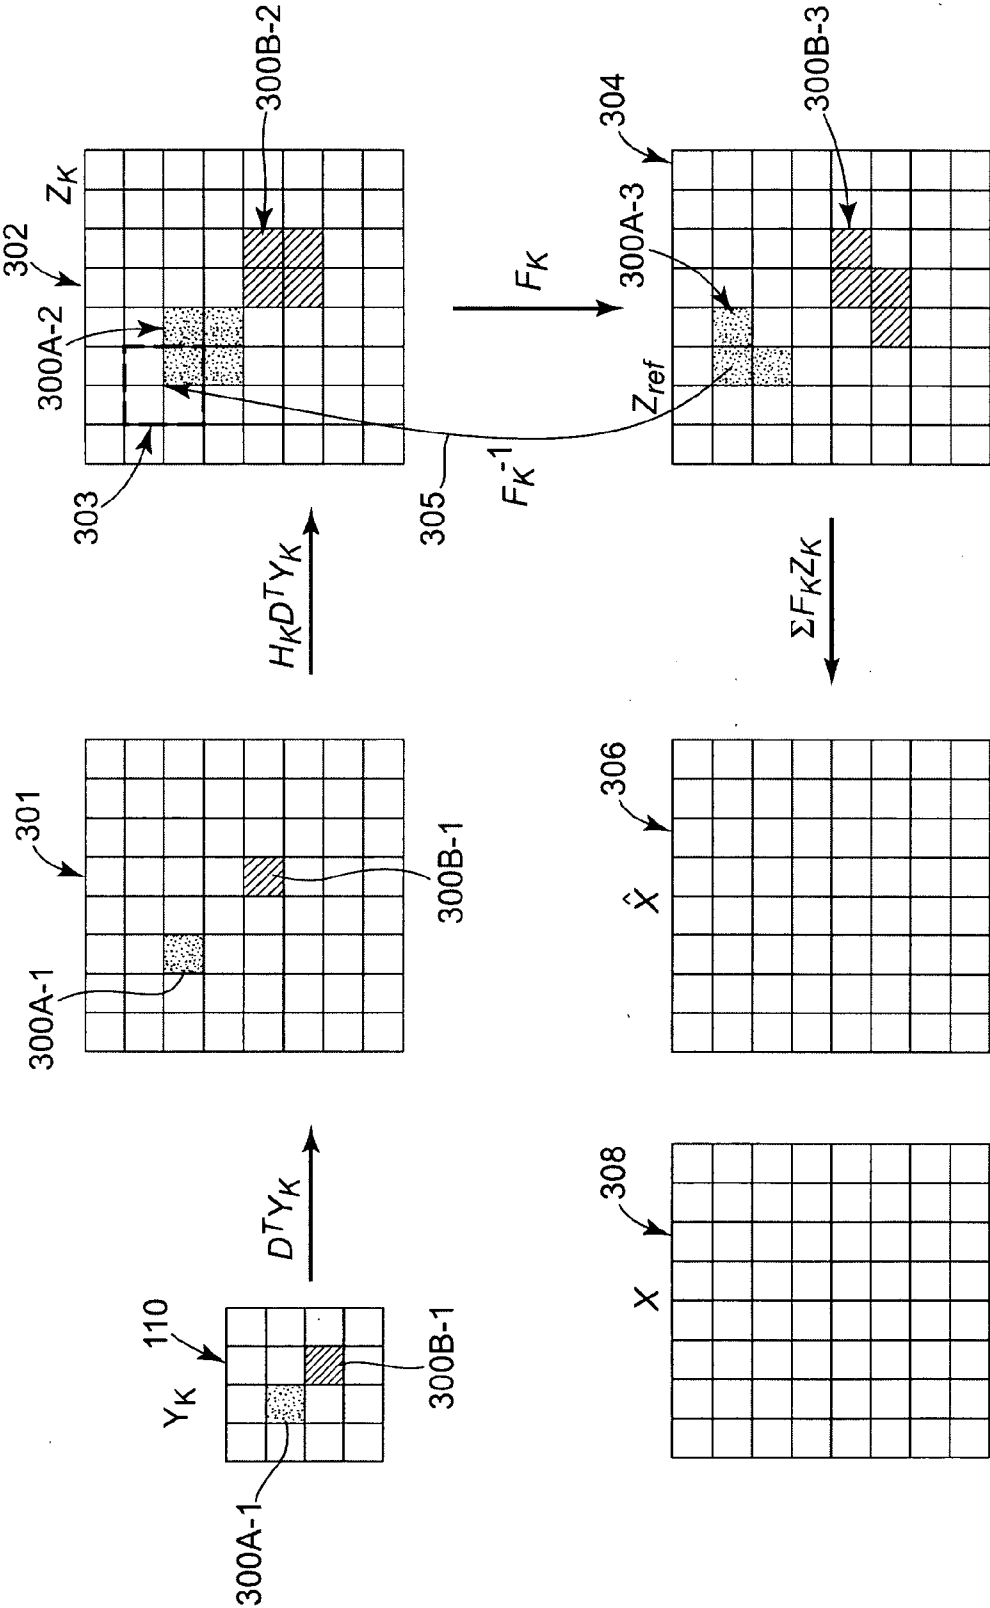 Y_K
110
300A-1
300B-1
D^T Y_K
301
300A-1
300B-1
H_K D^T Y_K
302
Z_K
300A-2
303
300B-2
305
F_K^-1
F_K
304
Z_ref
300A-3
300B-3
ΣF_K Z_K
306
X̂
308
X